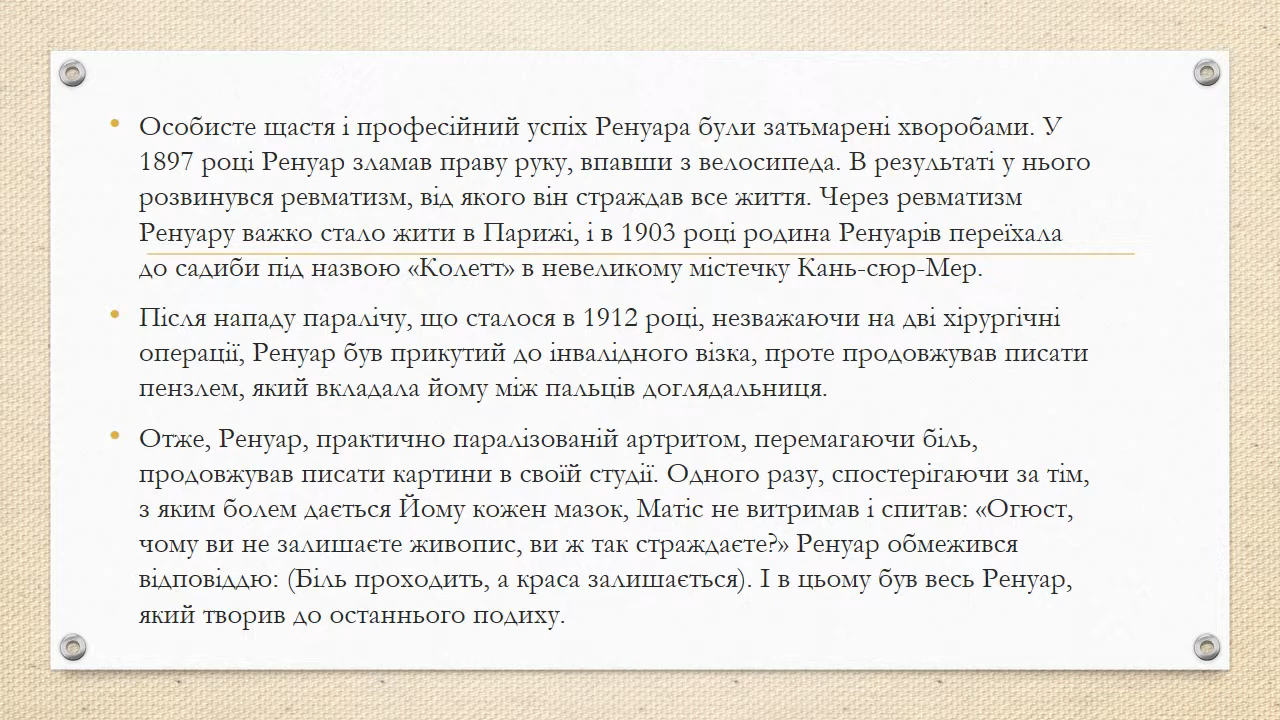 • Особисте щастя і професійний успіх Ренуара були затьмарені хворобами. У
1897 році Ренуар зламав праву руку, впавши з велосипеда. В результаті у нього
розвинувся ревматизм, від якого він страждав все життя. Через ревматизм
Ренуару важко стало жити в Парижі, і в 1903 році родина Ренуарів переїхала
до садиби під назвою «Колетт» в невеликому містечку Кань-сюр-Мер.
• Після нападу паралічу, що сталося в 1912 році, незважаючи на дві хірургічні
операції, Ренуар був прикутий до інвалідного візка, проте продовжував писати
пензлем, який вкладала йому між пальців доглядальниця.
• Отже, Ренуар, практично паралізованій артритом, перемагаючи біль,
продовжував писати картини в своїй студії. Одного разу, спостерігаючи за тім,
з яким болем дається Йому кожен мазок, Матіс не витримав і спитав: «Огюст,
чому ви не залишаєте живопис, ви ж так страждаєте?» Ренуар обмежився
відповіддю: (Біль проходить, а краса залишається). І в цьому був весь Ренуар,
який творив до останнього подиху.